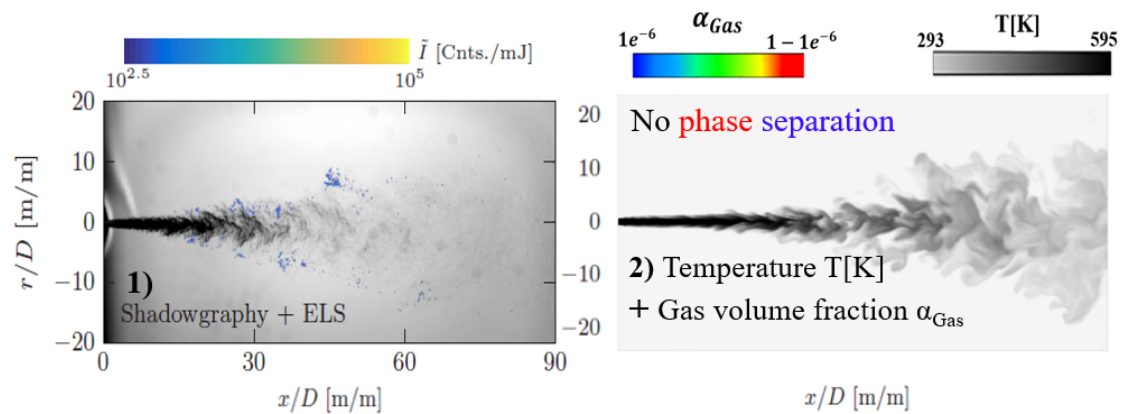 Ĩ [Cnts./mJ]
10^2.5 10^5
20
10
0
−10
−20
r/D [m/m]
1)
Shadowgraphy + ELS
0 30 60 90
x/D [m/m]
α_Gas
1e^-6 1 − 1e^-6
T[K]
293 595
20
10
0
−10
−20
No phase separation
2) Temperature T[K]
+ Gas volume fraction α_Gas
x/D [m/m]